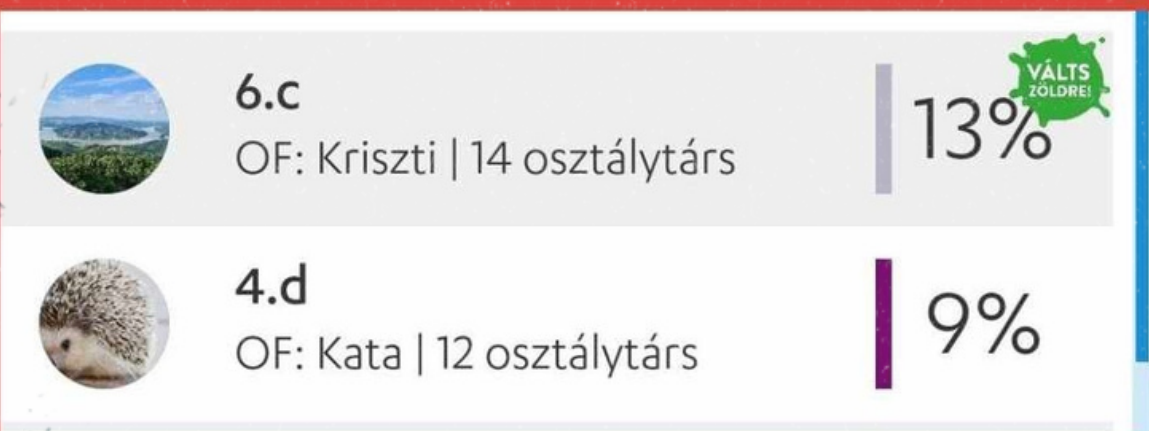 6.c
OF: Kriszti | 14 osztálytárs
13%
VÁLTS
ZÖLDRE!
4.d
OF: Kata | 12 osztálytárs
9%